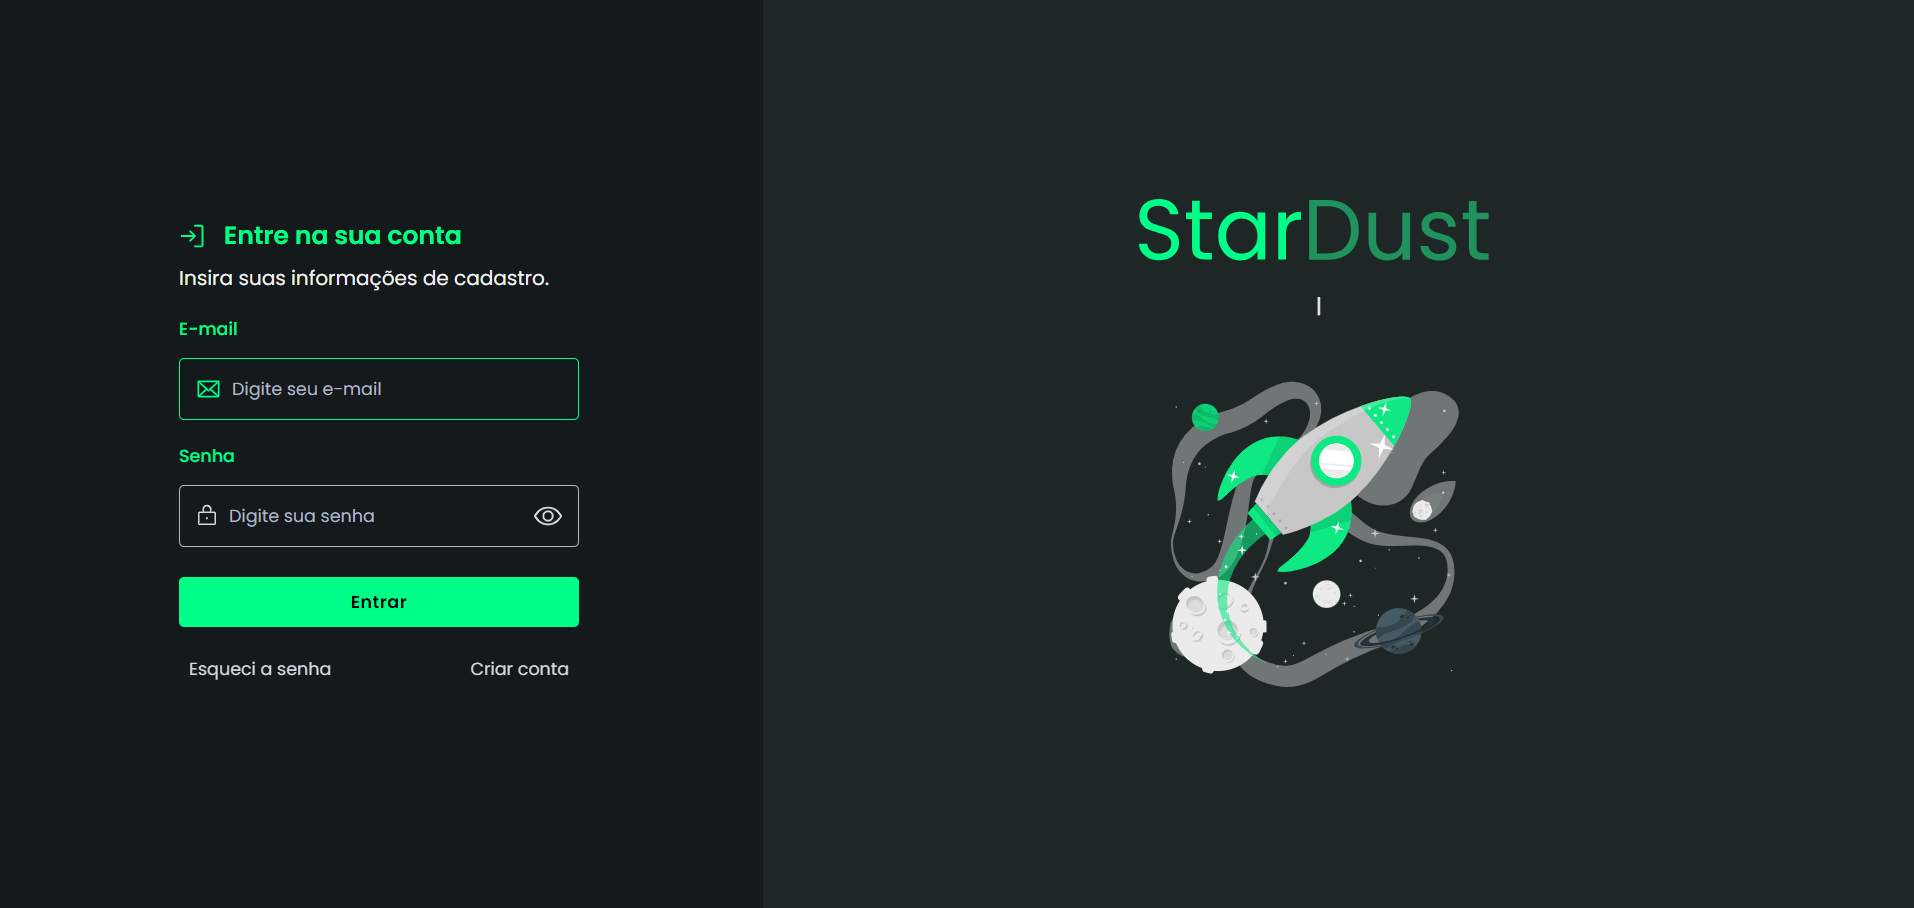 Entre na sua conta
Insira suas informações de cadastro.
E-mail
Digite seu e-mail
Senha
Digite sua senha
Entrar
Esqueci a senha
Criar conta
StarDust